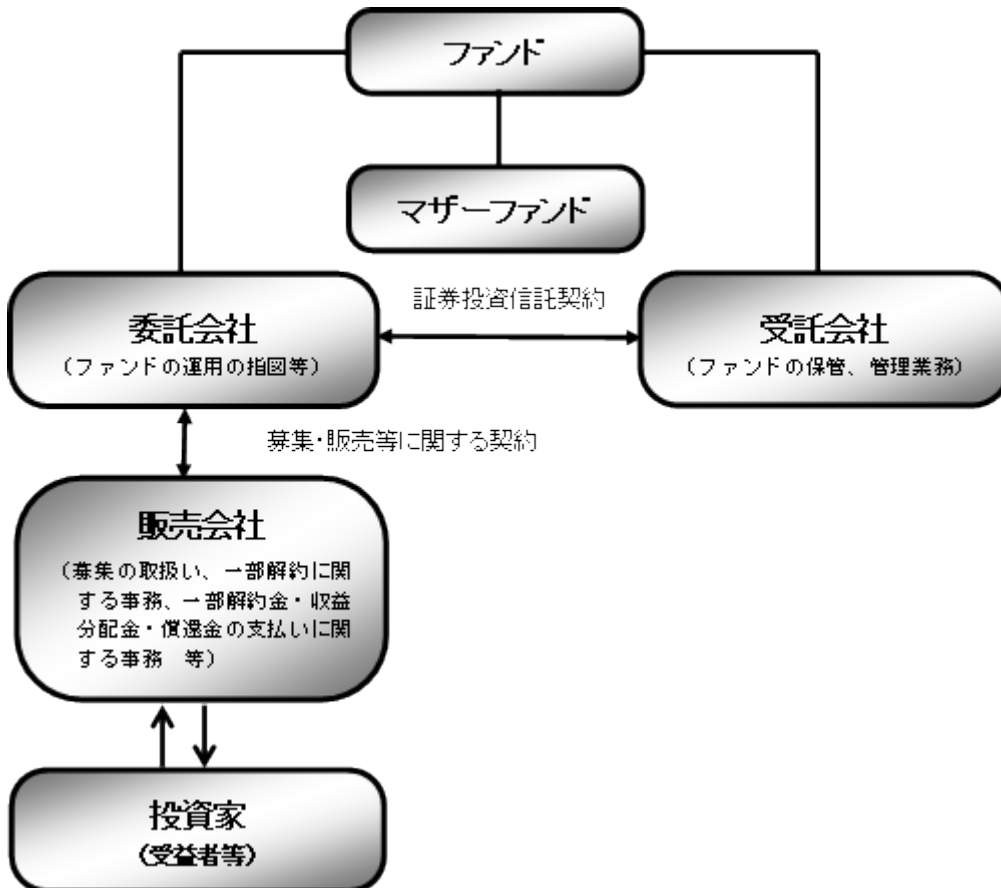 ファンド
マザーファンド
証券投資信託契約
委託会社
（ファンドの運用の指図等）
受託会社
（ファンドの保管、管理業務）
募集・販売等に関する契約
販売会社
（募集の取扱い、一部解約に関
する事務、一部解約金・収益
分配金・償還金の支払いに関
する事務　等）
投資家
（受益者等）